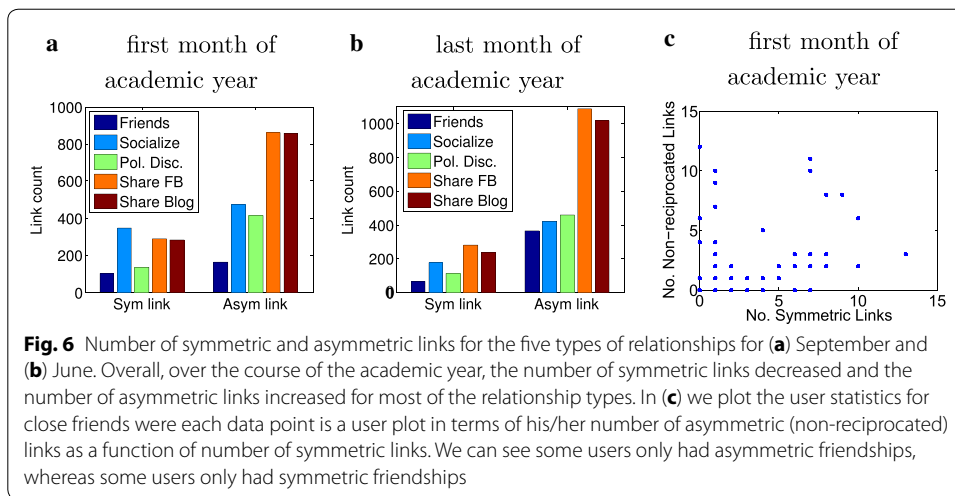 a
first month of
academic year
1000
800
600
400
200
0
Link count
Friends
Socialize
Pol. Disc.
Share FB
Share Blog
Sym link
Asym link
b
last month of
academic year
1000
800
600
400
200
0
0
Link count
Friends
Socialize
Pol. Disc.
Share FB
Share Blog
Sym link
Asym link
c
first month of
academic year
15
10
5
0
No. Non−reciprocated Links
0
5
10
15
No. Symmetric Links
Fig. 6 Number of symmetric and asymmetric links for the five types of relationships for (a) September and
(b) June. Overall, over the course of the academic year, the number of symmetric links decreased and the
number of asymmetric links increased for most of the relationship types. In (c) we plot the user statistics for
close friends were each data point is a user plot in terms of his/her number of asymmetric (non-reciprocated)
links as a function of number of symmetric links. We can see some users only had asymmetric friendships,
whereas some users only had symmetric friendships